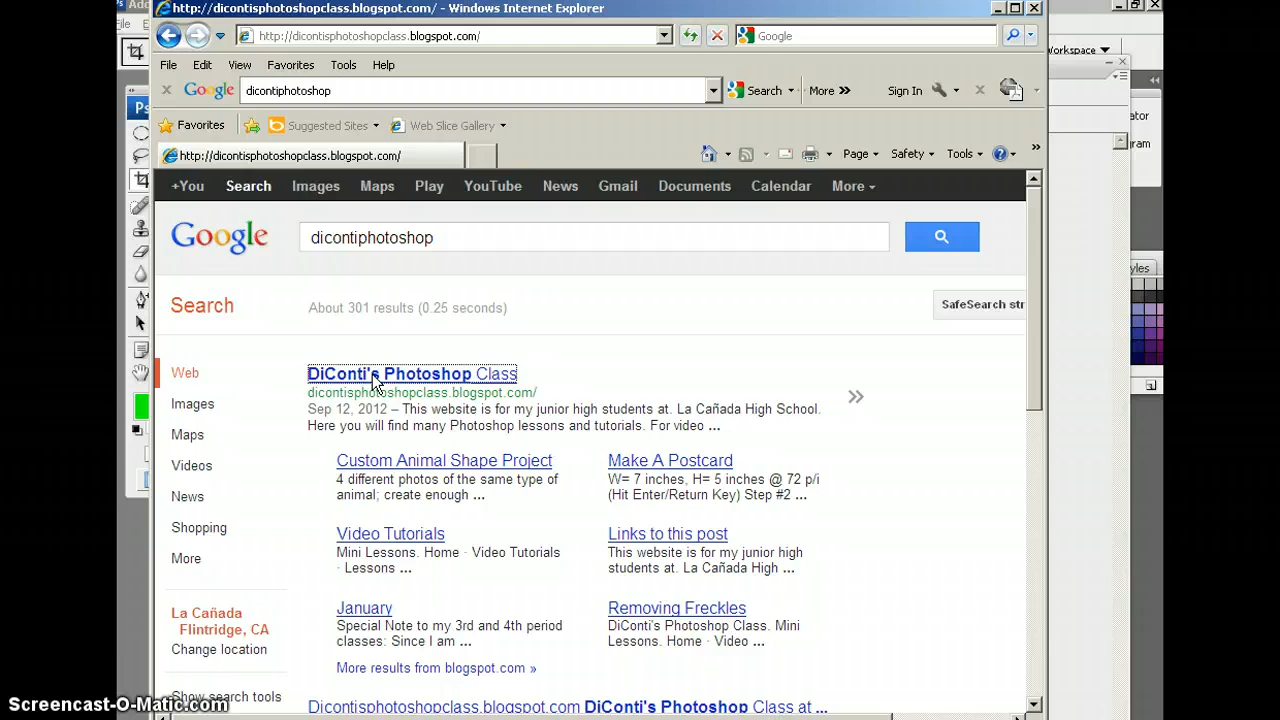 http://dicontisphotoshopclass.blogspot.com/ - Windows Internet Explorer
http://dicontisphotoshopclass.blogspot.com/
Google
File Edit View Favorites Tools Help
Google dicontiphotoshop Search More » Sign In
Favorites Suggested Sites Web Slice Gallery
http://dicontisphotoshopclass.blogspot.com/
Page Safety Tools »
+You Search Images Maps Play YouTube News Gmail Documents Calendar More
Google dicontiphotoshop
Search About 301 results (0.25 seconds)
SafeSearch str
Web
Images
Maps
Videos
News
Shopping
More
La Cañada
Flintridge, CA
Change location
Show search tools
DiConti's Photoshop Class
dicontisphotoshopclass.blogspot.com/
Sep 12, 2012 – This website is for my junior high students at. La Cañada High School.
Here you will find many Photoshop lessons and tutorials. For video ...
Custom Animal Shape Project
4 different photos of the same type of
animal; create enough ...
Make A Postcard
W= 7 inches, H= 5 inches @ 72 p/i
(Hit Enter/Return Key) Step #2 ...
Video Tutorials
Mini Lessons. Home · Video Tutorials
· Lessons ...
Links to this post
This website is for my junior high
students at. La Cañada High ...
January
Special Note to my 3rd and 4th period
classes: Since I am ...
Removing Freckles
DiConti's Photoshop Class. Mini
Lessons. Home · Video ...
More results from blogspot.com »
Dicontisphotoshopclass.blogspot.com DiConti's Photoshop Class at ...
Ps
Workspace
Screencast-O-Matic.com